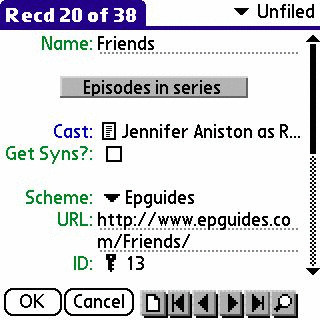 Recd 20 of 38 Unfiled
Name: Friends
Episodes in series
Cast: Jennifer Aniston as R...
Get Syns?:
Scheme: Epguides
URL: http://www.epguides.co
m/Friends/
ID: 13
OK Cancel